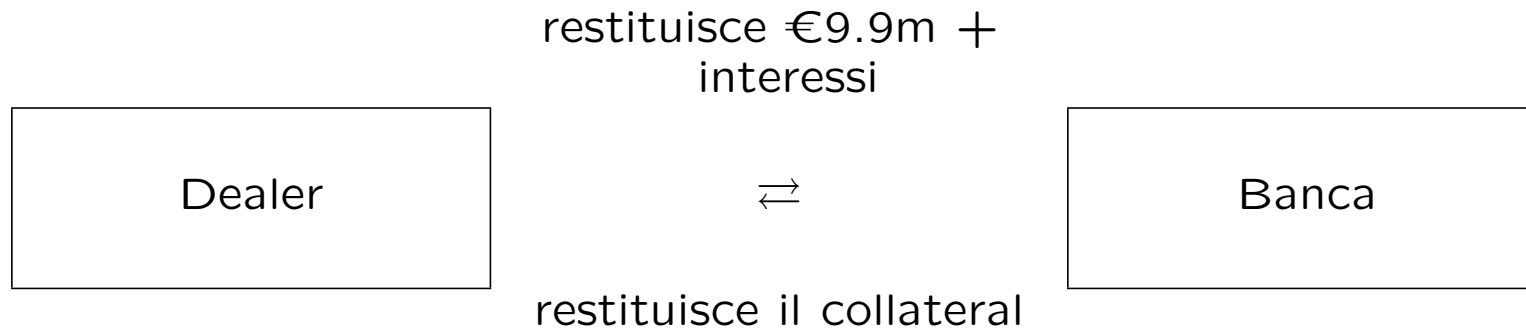 restituisce €9.9m +
interessi
Dealer
⇄
Banca
restituisce il collateral